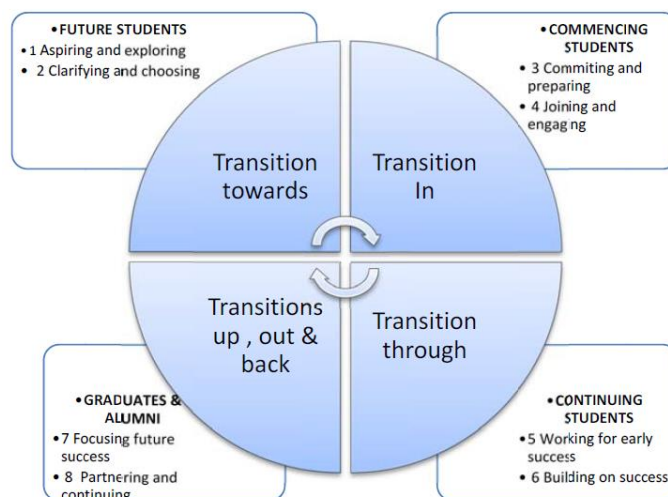 •FUTURE STUDENTS
•1 Aspiring and exploring
• 2 Clarifying and choosing
•COMMENCING
STUDENTS
• 3 Commiting and
preparing
• 4 Joining and
engaging
Transition
towards
Transition
In
Transitions
up , out &
back
Transition
through
•GRADUATES &
ALUMNI
•7 Focusing future
success
•8 Partnering and
continuing
•CONTINUING
STUDENTS
•5 Working for early
success
• 6 Building on success